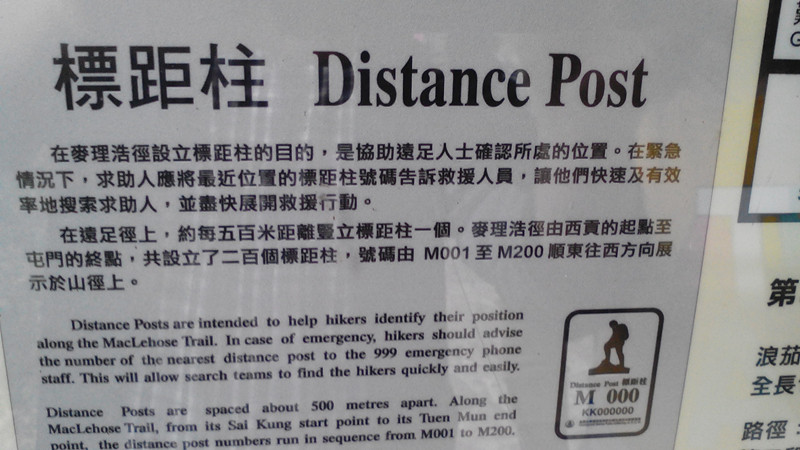 標距柱 Distance Post
在麥理浩徑設立標距柱的目的，是協助遠足人士確認所處的位置。在緊急
情況下，求助人應將最近位置的標距柱號碼告訴救援人員，讓他們快速及有效
率地搜索求助人，並盡快展開救援行動。
在遠足徑上，約每五百米距離豎立標距柱一個。麥理浩徑由西貢的起點至
屯門的終點，共設立了二百個標距柱，號碼由 M001 至 M200 順東往西方向展
示於山徑上。
Distance Posts are intended to help hikers identify their position
along the MacLehose Trail. In case of emergency, hikers should advise
the number of the nearest distance post to the 999 emergency phone
staff. This will allow search teams to find the hikers quickly and easily.
Distance Posts are spaced about 500 metres apart. Along the
MacLehose Trail, from its Sai Kung start point to its Tuen Mun end
point, the distance post numbers run in sequence from M001 to M200.
Distance Post 標距柱
M 000
KK000000
第
浪茄
全長
路徑：